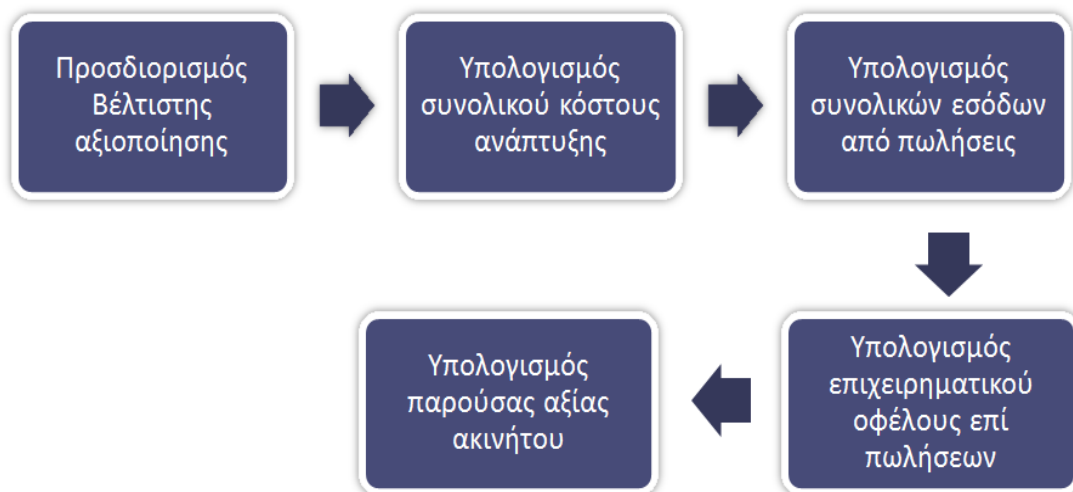 Προσδιορισμός
Βέλτιστης
αξιοποίησης
Υπολογισμός
συνολικού κόστους
ανάπτυξης
Υπολογισμός
συνολικών εσόδων
από πωλήσεις
Υπολογισμός
επιχειρηματικού
οφέλους επί
πωλήσεων
Υπολογισμός
παρούσας αξίας
ακινήτου